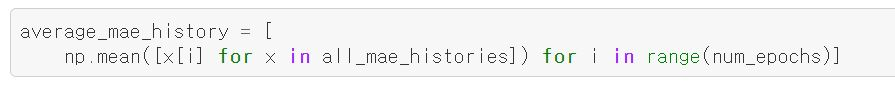 average_mae_history = [
    np.mean([x[i] for x in all_mae_histories]) for i in range(num_epochs)]